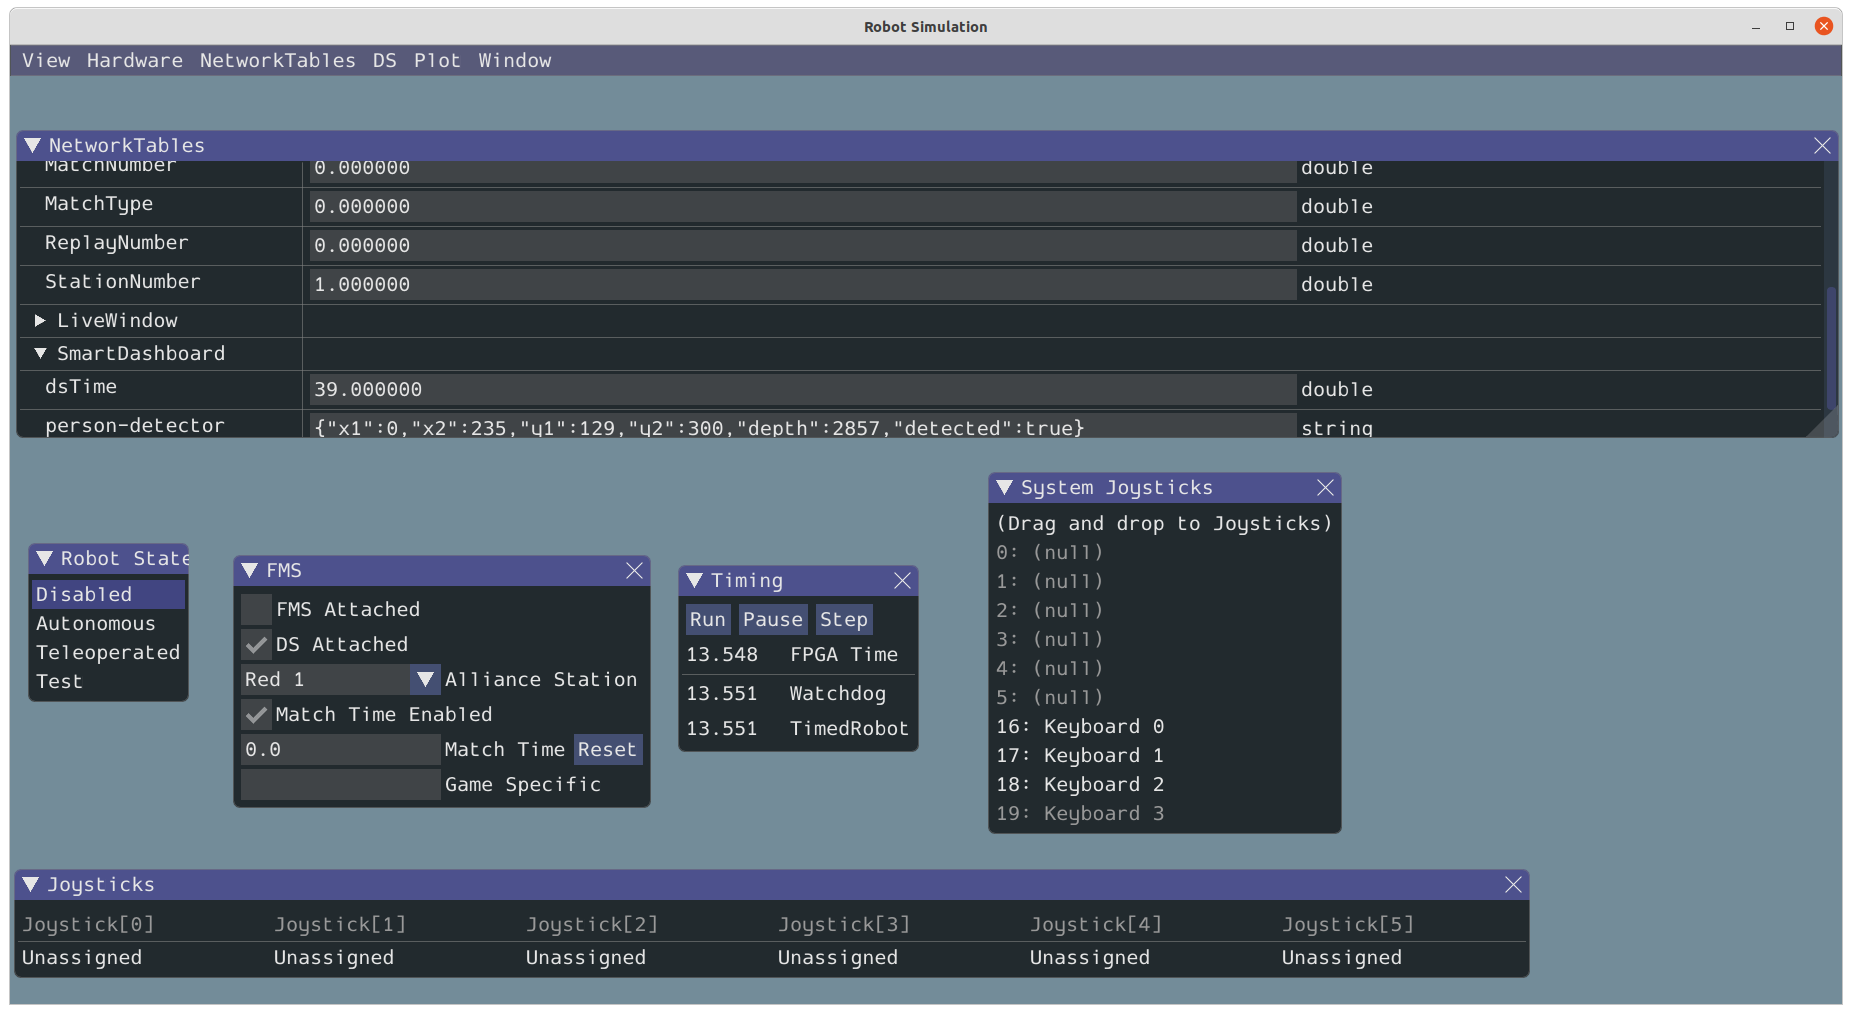 Robot Simulation
View Hardware NetworkTables DS Plot Window
NetworkTables
MatchNumber 0.000000 double
MatchType 0.000000 double
ReplayNumber 0.000000 double
StationNumber 1.000000 double
LiveWindow
SmartDashboard
dsTime 39.000000 double
person-detector {"x1":0,"x2":235,"y1":129,"y2":300,"depth":2857,"detected":true} string
Robot State
Disabled
Autonomous
Teleoperated
Test
FMS
FMS Attached
DS Attached
Red 1 Alliance Station
Match Time Enabled
0.0 Match Time Reset
Game Specific
Timing
Run Pause Step
13.548 FPGA Time
13.551 Watchdog
13.551 TimedRobot
System Joysticks
(Drag and drop to Joysticks)
0: (null)
1: (null)
2: (null)
3: (null)
4: (null)
5: (null)
16: Keyboard 0
17: Keyboard 1
18: Keyboard 2
19: Keyboard 3
Joysticks
Joystick[0] Joystick[1] Joystick[2] Joystick[3] Joystick[4] Joystick[5]
Unassigned Unassigned Unassigned Unassigned Unassigned Unassigned